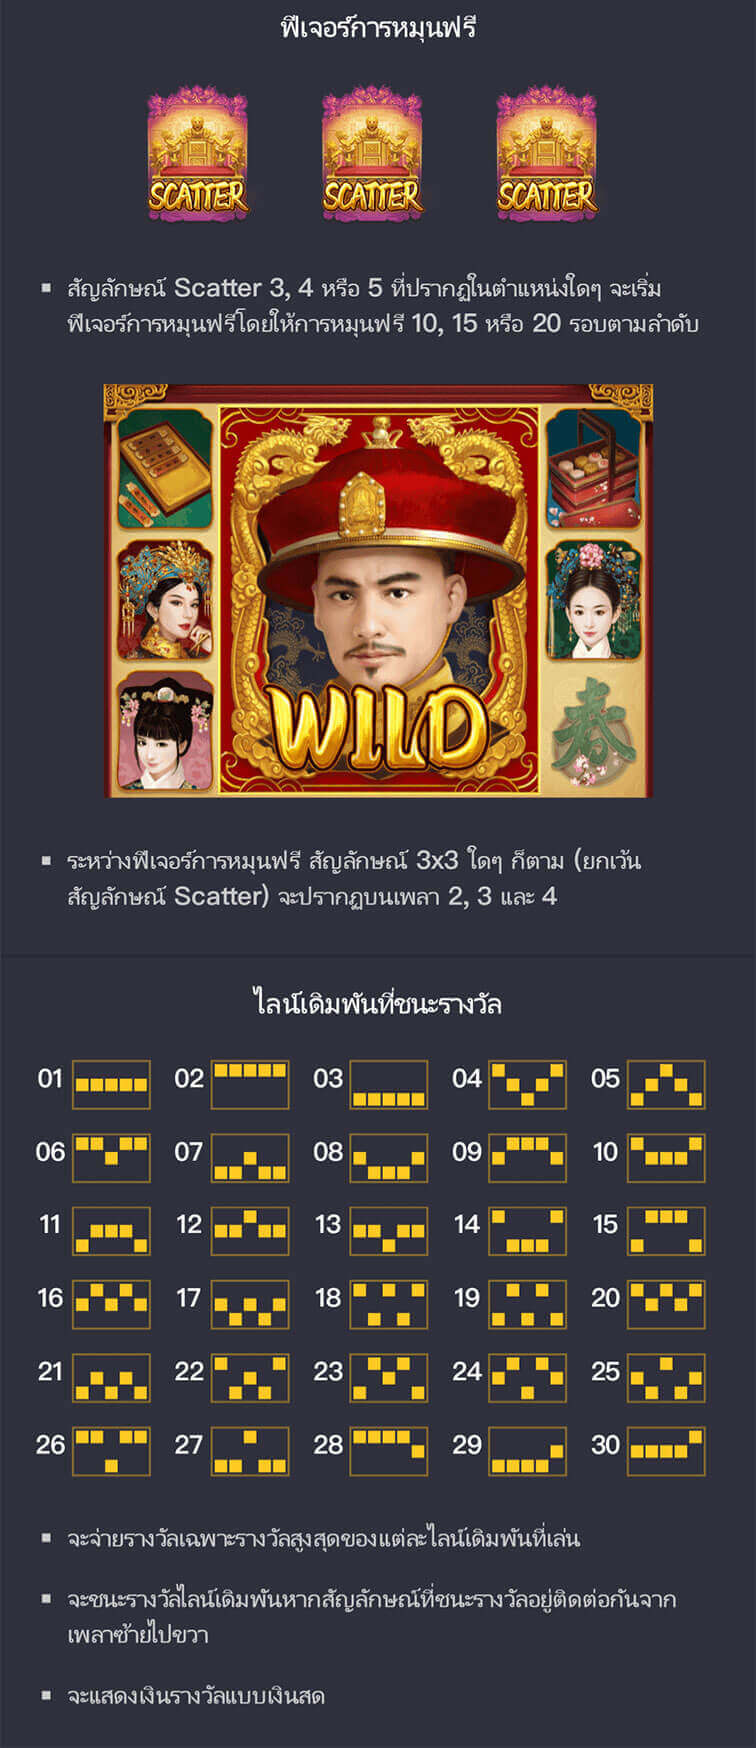 ฟีเจอร์การหมุนฟรี
SCATTER SCATTER SCATTER
สัญลักษณ์ Scatter 3, 4 หรือ 5 ที่ปรากฏในตำแหน่งใดๆ จะเริ่ม
ฟีเจอร์การหมุนฟรีโดยให้การหมุนฟรี 10, 15 หรือ 20 รอบตามลำดับ
WILD
春
ระหว่างฟีเจอร์การหมุนฟรี สัญลักษณ์ 3x3 ใดๆ ก็ตาม (ยกเว้น
สัญลักษณ์ Scatter) จะปรากฏบนเพลา 2, 3 และ 4
ไลน์เดิมพันที่ชนะรางวัล
01 02 03 04 05
06 07 08 09 10
11 12 13 14 15
16 17 18 19 20
21 22 23 24 25
26 27 28 29 30
จะจ่ายรางวัลเฉพาะรางวัลสูงสุดของแต่ละไลน์เดิมพันที่เล่น
จะชนะรางวัลไลน์เดิมพันหากสัญลักษณ์ที่ชนะรางวัลอยู่ติดต่อกันจาก
เพลาซ้ายไปขวา
จะแสดงเงินรางวัลแบบเงินสด